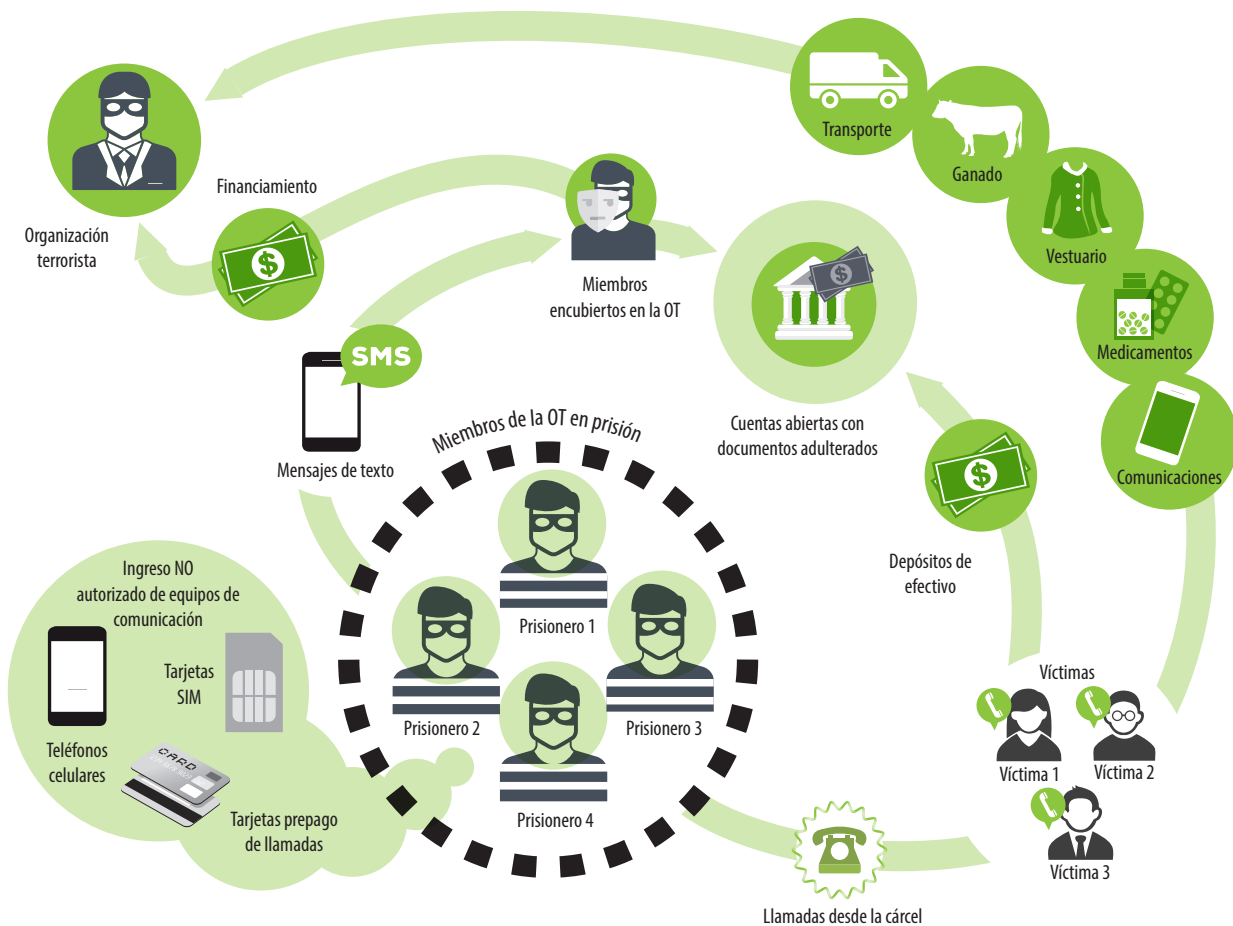 Transporte
Ganado
Vestuario
Medicamentos
Comunicaciones
Organización
terrorista
Financiamiento
$
Miembros
encubiertos en la OT
$
Cuentas abiertas con
documentos adulterados
SMS
Mensajes de texto
Miembros de la OT en prisión
Prisionero 1
Prisionero 2
Prisionero 3
Prisionero 4
$
Depósitos de
efectivo
Ingreso NO
autorizado de equipos de
comunicación
Tarjetas
SIM
Teléfonos
celulares
CARD
Tarjetas prepago
de llamadas
Víctimas
Víctima 1
Víctima 2
Víctima 3
Llamadas desde la cárcel